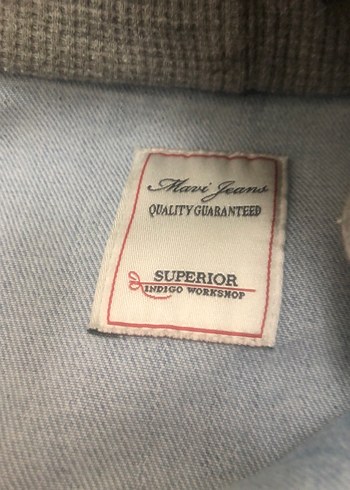 Mavi Jeans
QUALITY GUARANTEED
SUPERIOR
INDIGO WORKSHOP